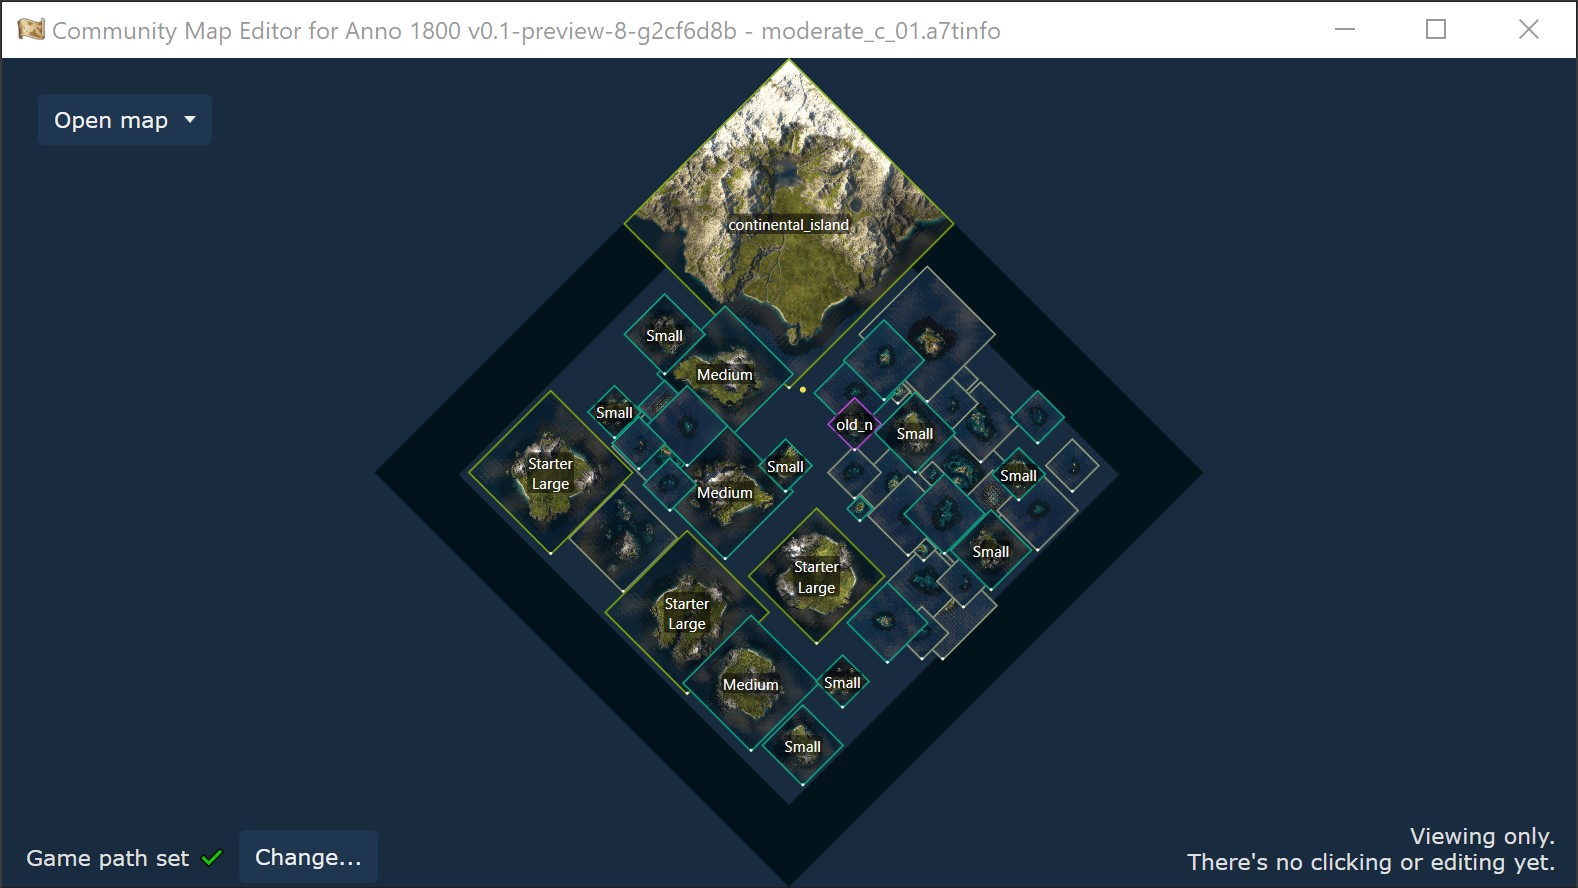 Community Map Editor for Anno 1800 v0.1-preview-8-g2cf6d8b - moderate_c_01.a7tinfo
Open map
continental_island
Small
Medium
Small
old_n
Small
Starter
Large
Small
Small
Medium
Small
Starter
Large
Starter
Large
Medium
Small
Small
Game path set
Change...
Viewing only.
There's no clicking or editing yet.